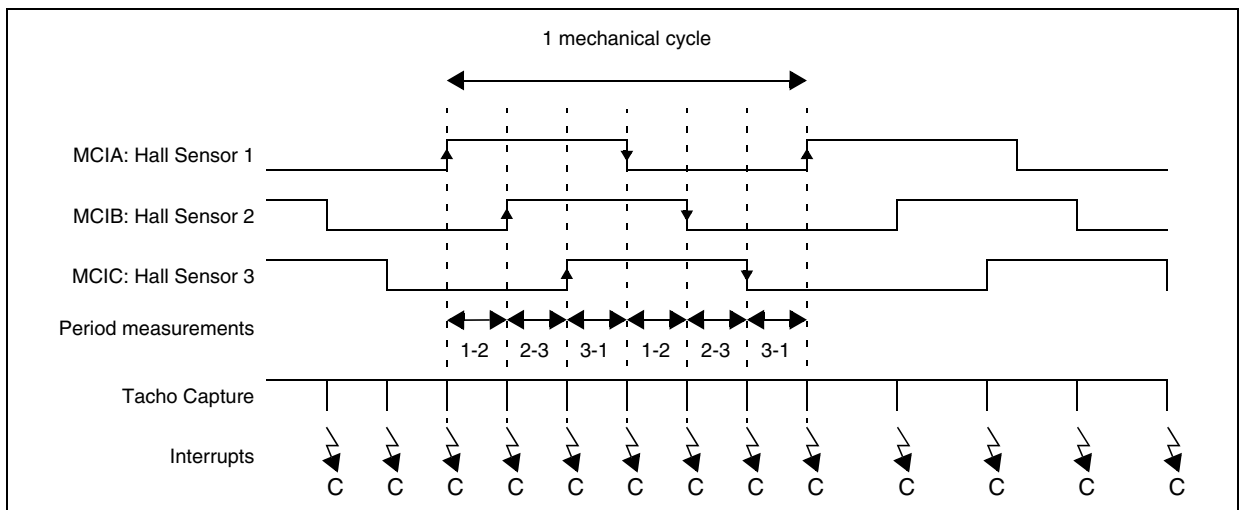 1 mechanical cycle
MCIA: Hall Sensor 1
MCIB: Hall Sensor 2
MCIC: Hall Sensor 3
Period measurements
1-2 2-3 3-1 1-2 2-3 3-1
Tacho Capture
Interrupts
C C C C C C C C C C C C C